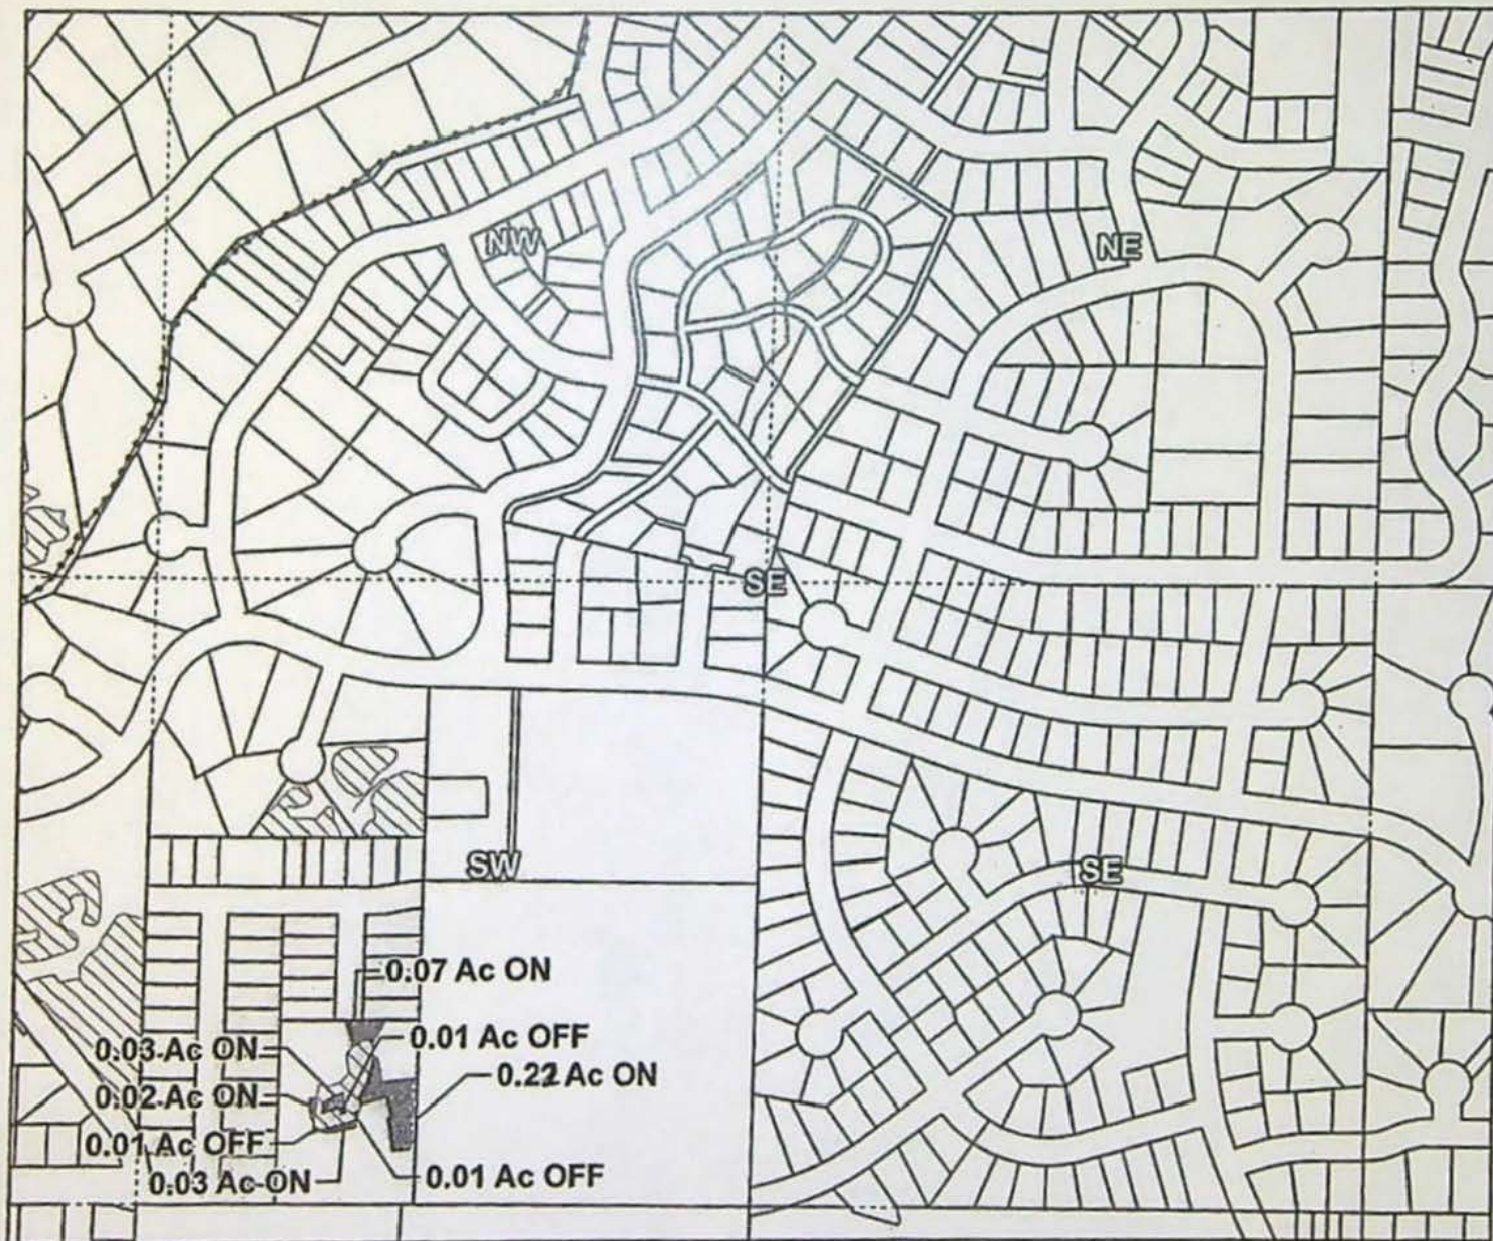 NW
NE
SE
SW
SE
0.07 Ac ON
0.01 Ac OFF
0.03 Ac ON
0.22 Ac ON
0.02 Ac ON
0.01 Ac OFF
0.03 Ac ON
0.01 Ac OFF